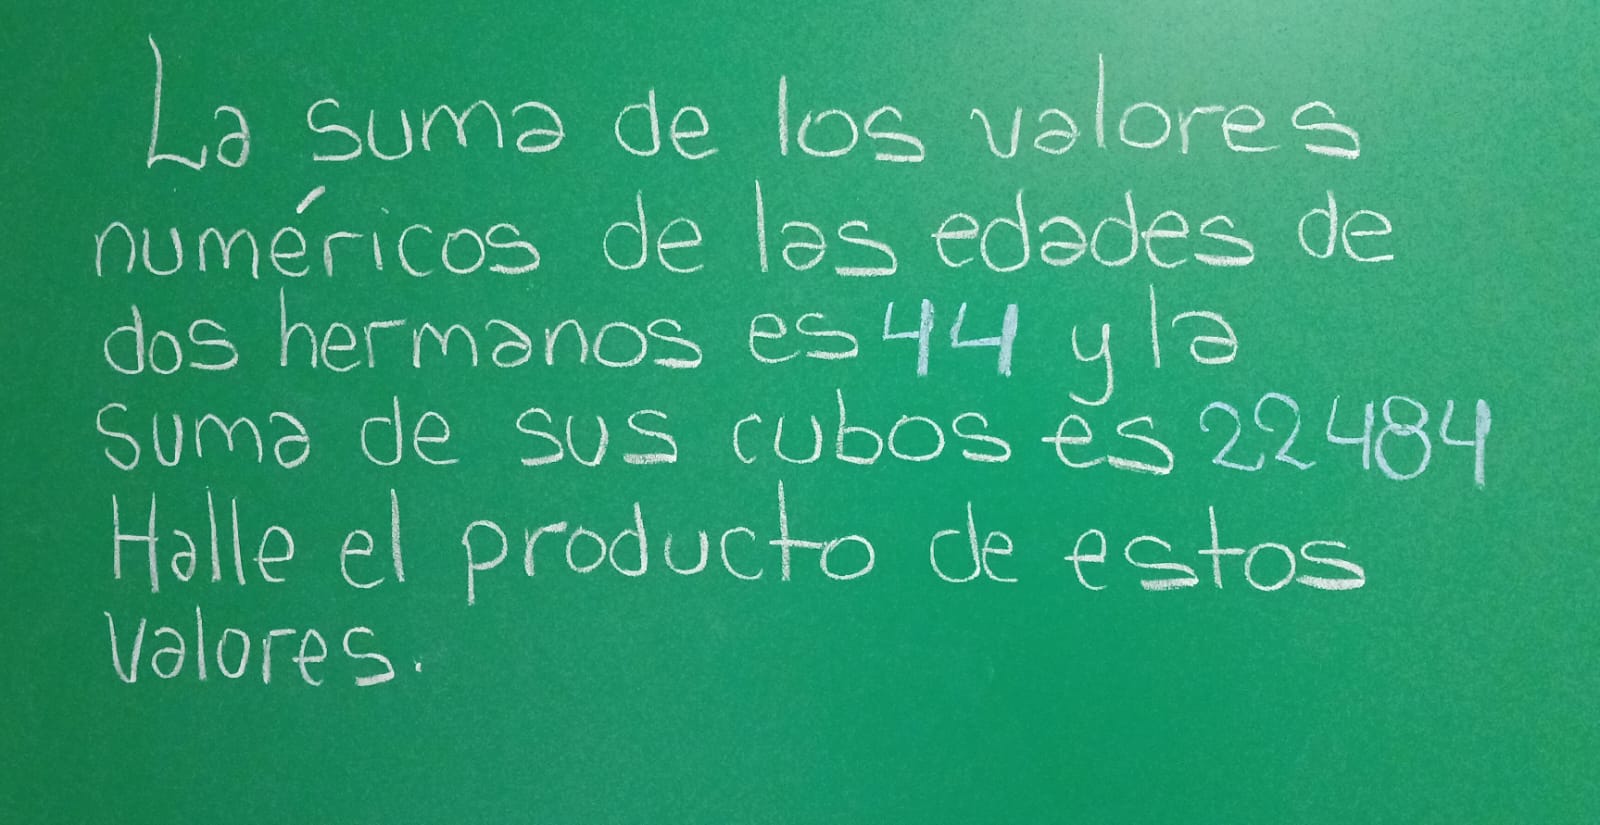 La suma de los valores
numéricos de las edades de
dos hermanos es 44 y la
suma de sus cubos es 22484
Halle el producto de estos
valores.